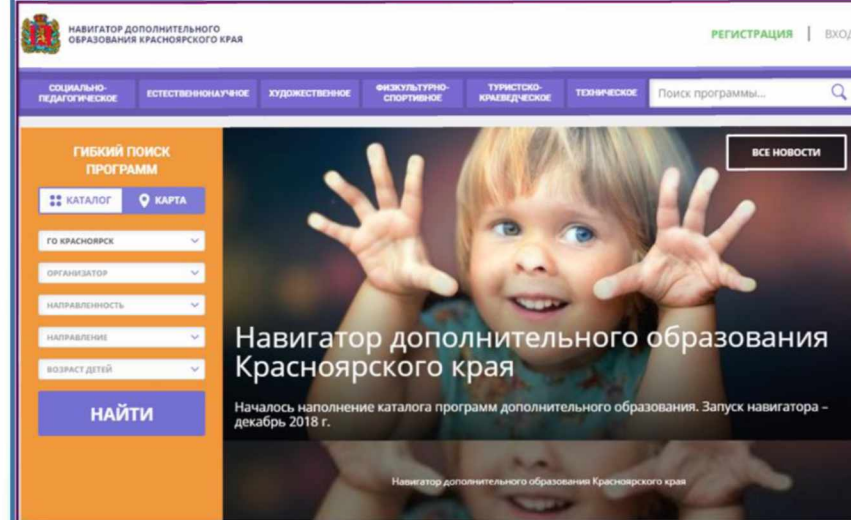 НАВИГАТОР ДОПОЛНИТЕЛЬНОГО
ОБРАЗОВАНИЯ КРАСНОЯРСКОГО КРАЯ
РЕГИСТРАЦИЯ | ВХОД
СОЦИАЛЬНО-
ПЕДАГОГИЧЕСКОЕ
ЕСТЕСТВЕННОНАУЧНОЕ
ХУДОЖЕСТВЕННОЕ
ФИЗКУЛЬТУРНО-
СПОРТИВНОЕ
ТУРИСТСКО-
КРАЕВЕДЧЕСКОЕ
ТЕХНИЧЕСКОЕ
Поиск программы...
ГИБКИЙ ПОИСК
ПРОГРАММ
КАТАЛОГ
КАРТА
ГО КРАСНОЯРСК
ОРГАНИЗАТОР
НАПРАВЛЕННОСТЬ
НАПРАВЛЕНИЕ
ВОЗРАСТ ДЕТЕЙ
НАЙТИ
ВСЕ НОВОСТИ
Навигатор дополнительного образования
Красноярского края
Началось наполнение каталога программ дополнительного образования. Запуск навигатора –
декабрь 2018 г.
Навигатор дополнительного образования Красноярского края